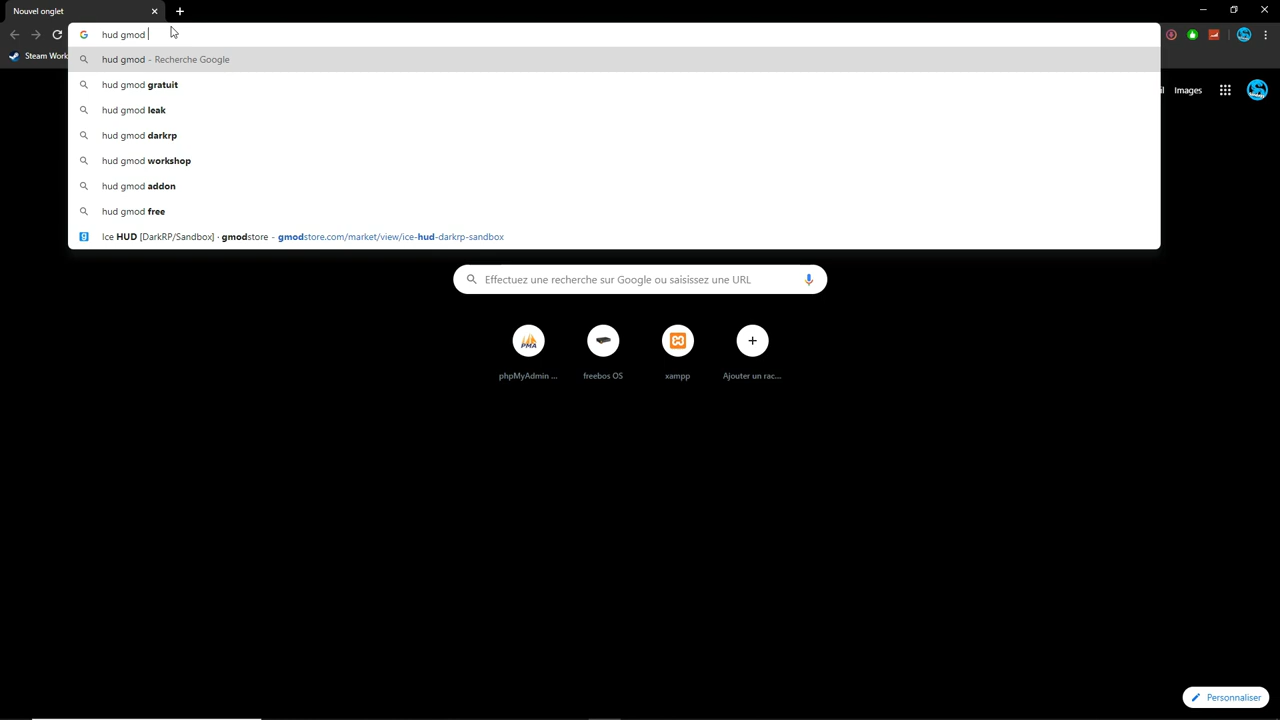 Nouvel onglet
hud gmod
Steam Work
hud gmod - Recherche Google
hud gmod gratuit
hud gmod leak
hud gmod darkrp
hud gmod workshop
hud gmod addon
hud gmod free
Ice HUD [DarkRP/Sandbox] · gmodstore - gmodstore.com/market/view/ice-hud-darkrp-sandbox
Images
Effectuez une recherche sur Google ou saisissez une URL
PMA
phpMyAdmin ...
freebos OS
xampp
Ajouter un rac...
Personnaliser